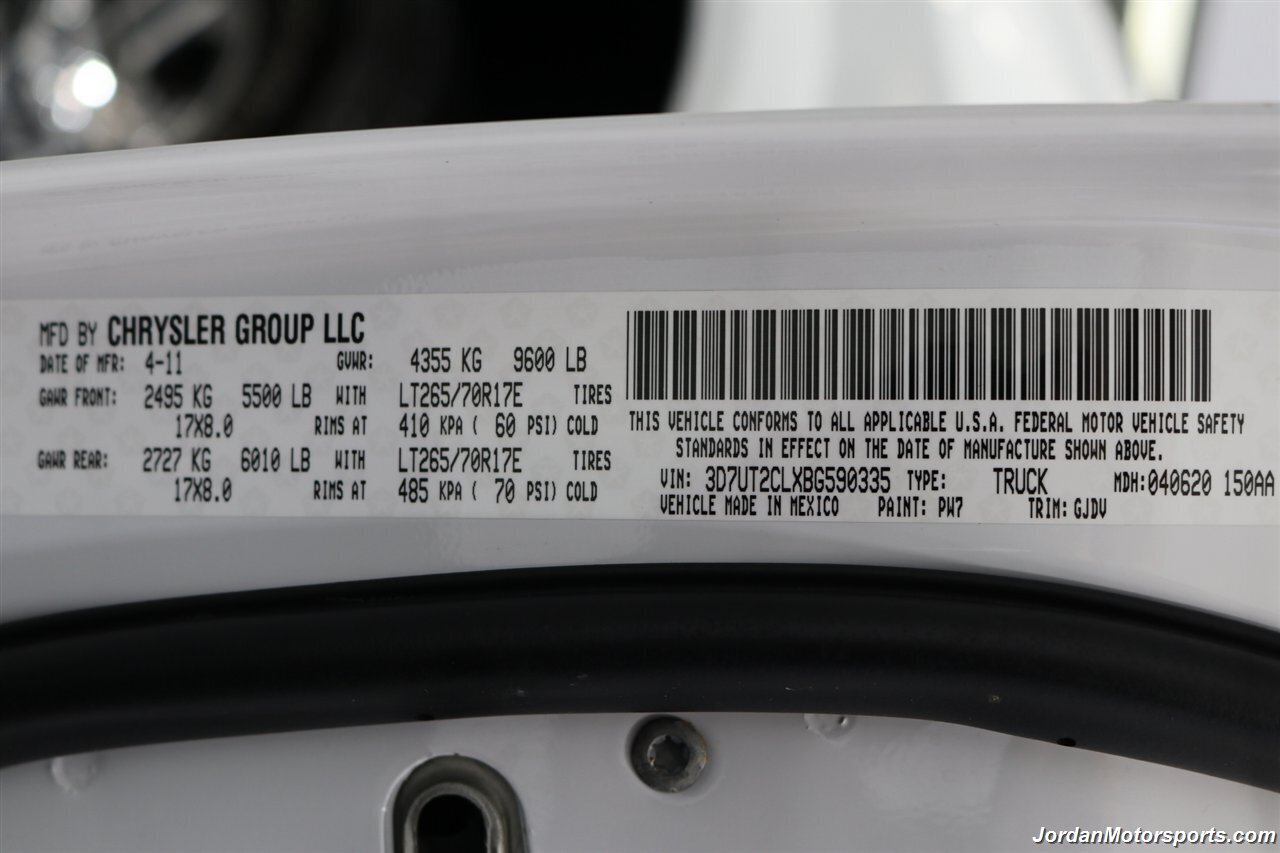 MFD BY CHRYSLER GROUP LLC
DATE OF MFR: 4-11 GVWR: 4355 KG 9600 LB
GAWR FRONT: 2495 KG 5500 LB WITH LT265/70R17E TIRES
17X8.0 RIMS AT 410 KPA ( 60 PSI) COLD
GAWR REAR: 2727 KG 6010 LB WITH LT265/70R17E TIRES
17X8.0 RIMS AT 485 KPA ( 70 PSI) COLD
THIS VEHICLE CONFORMS TO ALL APPLICABLE U.S.A. FEDERAL MOTOR VEHICLE SAFETY
STANDARDS IN EFFECT ON THE DATE OF MANUFACTURE SHOWN ABOVE.
VIN: 3D7UT2CLXBG590335 TYPE: TRUCK MDH: 040620 150AA
VEHICLE MADE IN MEXICO PAINT: PW7 TRIM: GJDV
JordanMotorsports.com